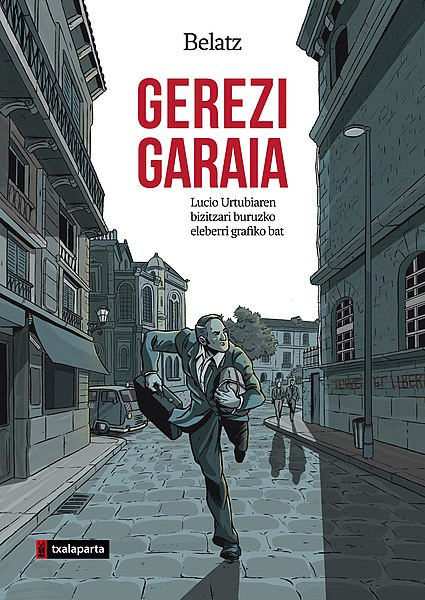 Belatz
GEREZI
GARAIA
Lucio Urtubiaren
bizitzari buruzko
eleberri grafiko bat
txalaparta